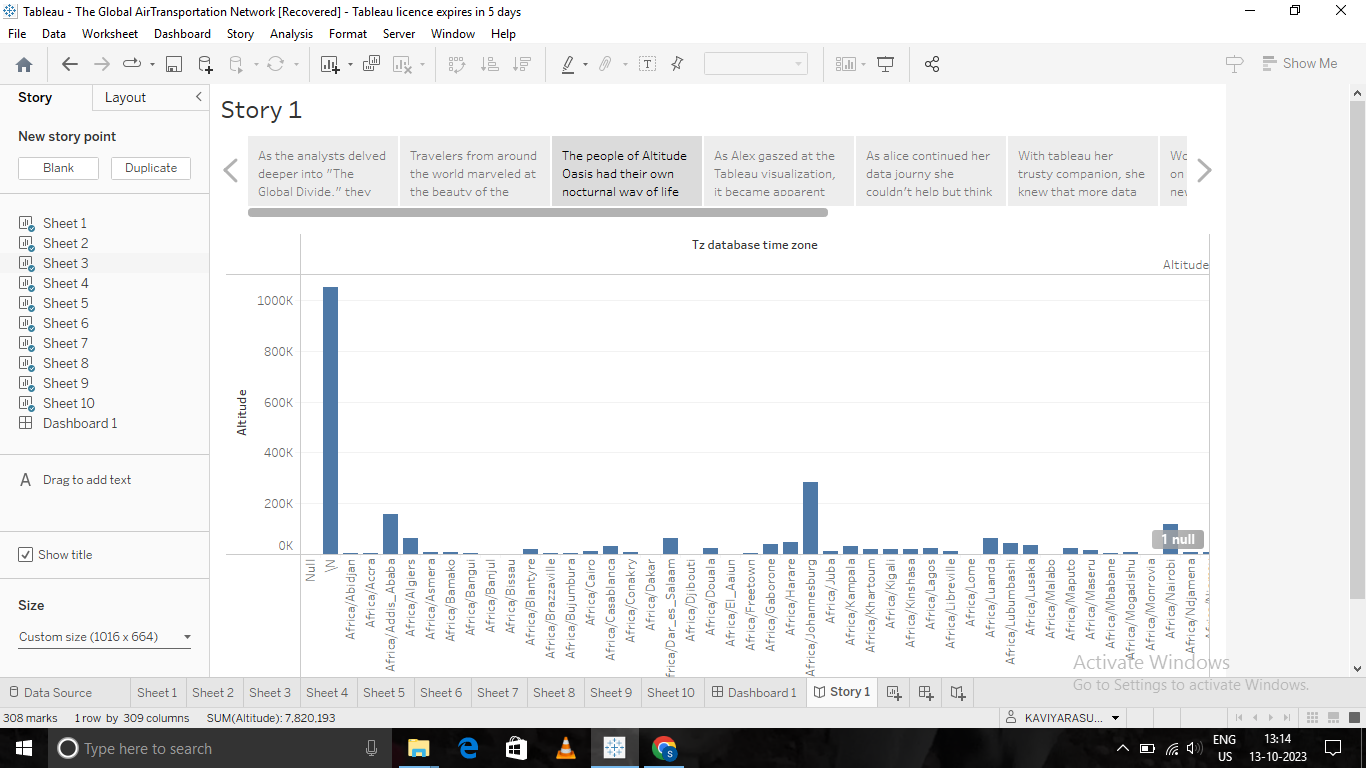 Tableau - The Global AirTransportation Network [Recovered] - Tableau licence expires in 5 days
File Data Worksheet Dashboard Story Analysis Format Server Window Help
Show Me
Story Layout
New story point
Blank Duplicate
Sheet 1
Sheet 2
Sheet 3
Sheet 4
Sheet 5
Sheet 6
Sheet 7
Sheet 8
Sheet 9
Sheet 10
Dashboard 1
A Drag to add text
Show title
Size
Custom size (1016 x 664)
Story 1
As the analysts delved
deeper into "The
Global Divide," they
Travelers from around
the world marveled at
the beauty of the
The people of Altitude
Oasis had their own
nocturnal way of life
As Alex gaszed at the
Tableau visualization,
it became apparent
As alice continued her
data journy she
couldn't help but think
With tableau her
trusty companion, she
knew that more data
on
Tz database time zone
Altitude
Altitude
1000K
800K
600K
400K
200K
0K
1 null
Null
\N
Africa/Abidjan
Africa/Accra
Africa/Addis_Ababa
Africa/Algiers
Africa/Asmera
Africa/Bamako
Africa/Bangui
Africa/Banjul
Africa/Bissau
Africa/Blantyre
Africa/Brazzaville
Africa/Bujumbura
Africa/Cairo
Africa/Casablanca
Africa/Conakry
Africa/Dakar
frica/Dar_es_Salaam
Africa/Djibouti
Africa/Douala
Africa/El_Aaiun
Africa/Freetown
Africa/Gaborone
Africa/Harare
Africa/Johannesburg
Africa/Juba
Africa/Kampala
Africa/Khartoum
Africa/Kigali
Africa/Kinshasa
Africa/Lagos
Africa/Libreville
Africa/Lome
Africa/Luanda
Africa/Lubumbashi
Africa/Lusaka
Africa/Malabo
Africa/Maputo
Africa/Maseru
Africa/Mbabane
Africa/Mogadishu
Africa/Monrovia
Africa/Nairobi
Africa/Ndjamena
Activate Windows
Go to Settings to activate Windows.
Data Source Sheet 1 Sheet 2 Sheet 3 Sheet 4 Sheet 5 Sheet 6 Sheet 7 Sheet 8 Sheet 9 Sheet 10 Dashboard 1 Story 1
308 marks 1 row by 309 columns SUM(Altitude): 7,820,193
KAVIYARASU...
Type here to search
ENG
US
13:14
13-10-2023